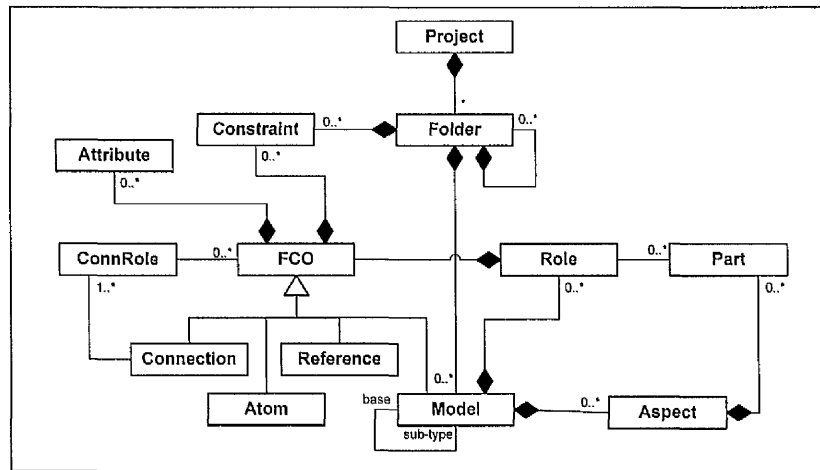 Project
*
Constraint
0..*
Folder
0..*
0..*
Attribute
0..*
ConnRole
0..*
FCO
Role
0..*
Part
1..*
0..*
0..*
Connection
Reference
0..*
Atom
base
Model
0..*
Aspect
sub-type